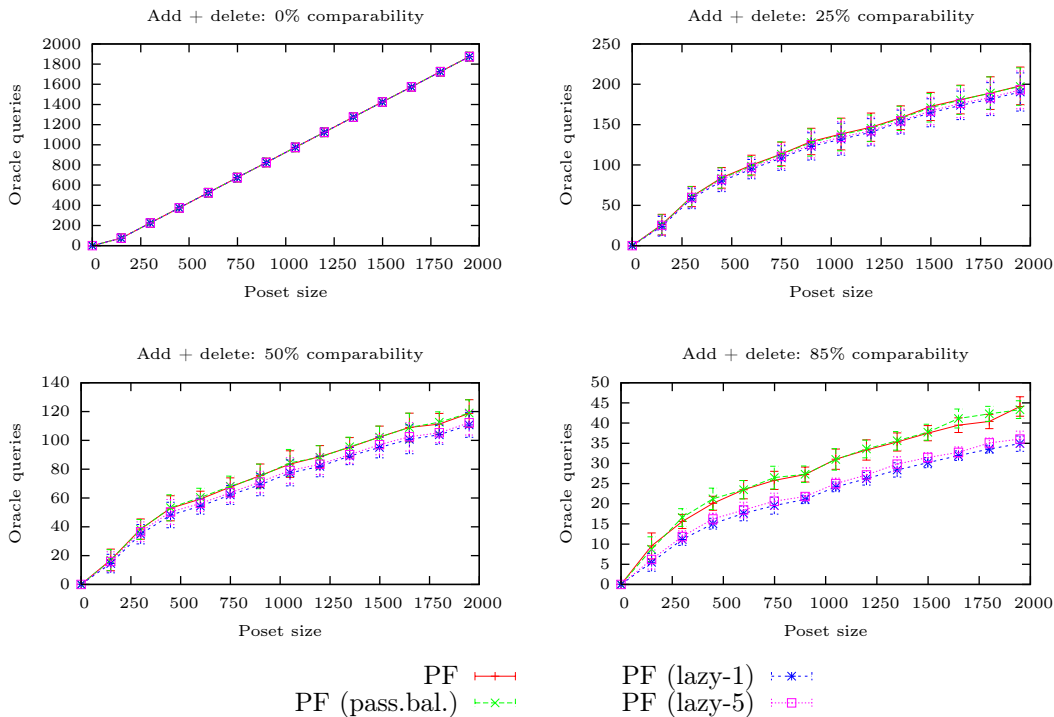 Add + delete: 0% comparability
Oracle queries
2000
1800
1600
1400
1200
1000
800
600
400
200
0
0 250 500 750 1000 1250 1500 1750 2000
Poset size
Add + delete: 25% comparability
Oracle queries
250
200
150
100
50
0
0 250 500 750 1000 1250 1500 1750 2000
Poset size
Add + delete: 50% comparability
Oracle queries
140
120
100
80
60
40
20
0
0 250 500 750 1000 1250 1500 1750 2000
Poset size
Add + delete: 85% comparability
Oracle queries
50
45
40
35
30
25
20
15
10
5
0
0 250 500 750 1000 1250 1500 1750 2000
Poset size
PF
PF (pass.bal.)
PF (lazy-1)
PF (lazy-5)